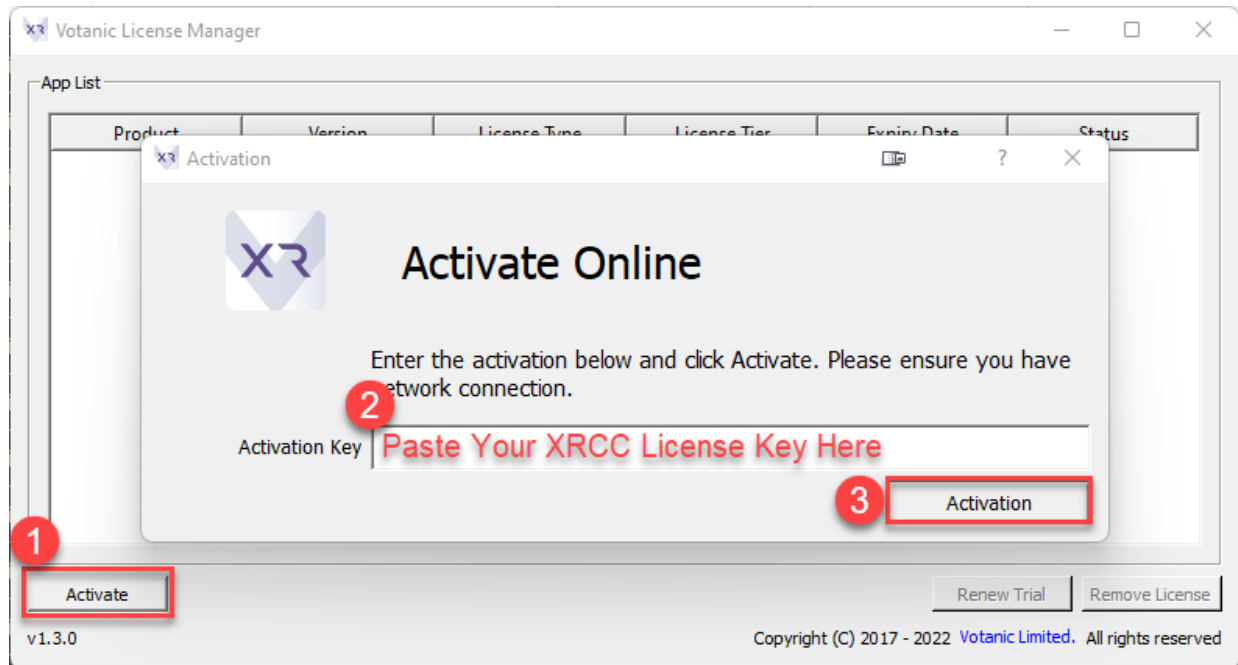 Votanic License Manager
App List
Product Version License Type License Tier Expiry Date Status
Activation
XR Activate Online
Enter the activation below and click Activate. Please ensure you have
network connection.
2
Activation Key Paste Your XRCC License Key Here
3 Activation
1
Activate Renew Trial Remove License
v1.3.0 Copyright (C) 2017 - 2022 Votanic Limited. All rights reserved